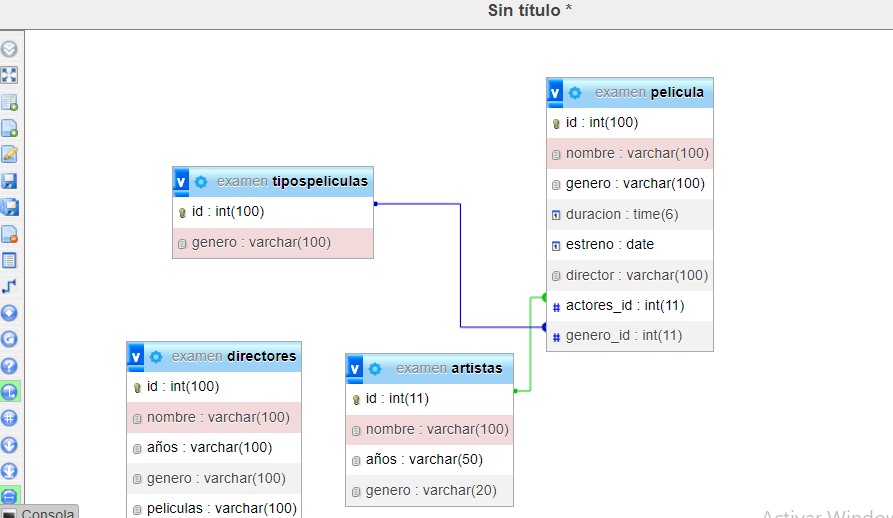 Sin título *
examen pelicula
id : int(100)
nombre : varchar(100)
genero : varchar(100)
duracion : time(6)
estreno : date
director : varchar(100)
actores_id : int(11)
genero_id : int(11)
examen tipospeliculas
id : int(100)
genero : varchar(100)
examen directores
id : int(100)
nombre : varchar(100)
años : varchar(100)
genero : varchar(100)
peliculas : varchar(100)
examen artistas
id : int(11)
nombre : varchar(100)
años : varchar(50)
genero : varchar(20)
Consola
Activar Window